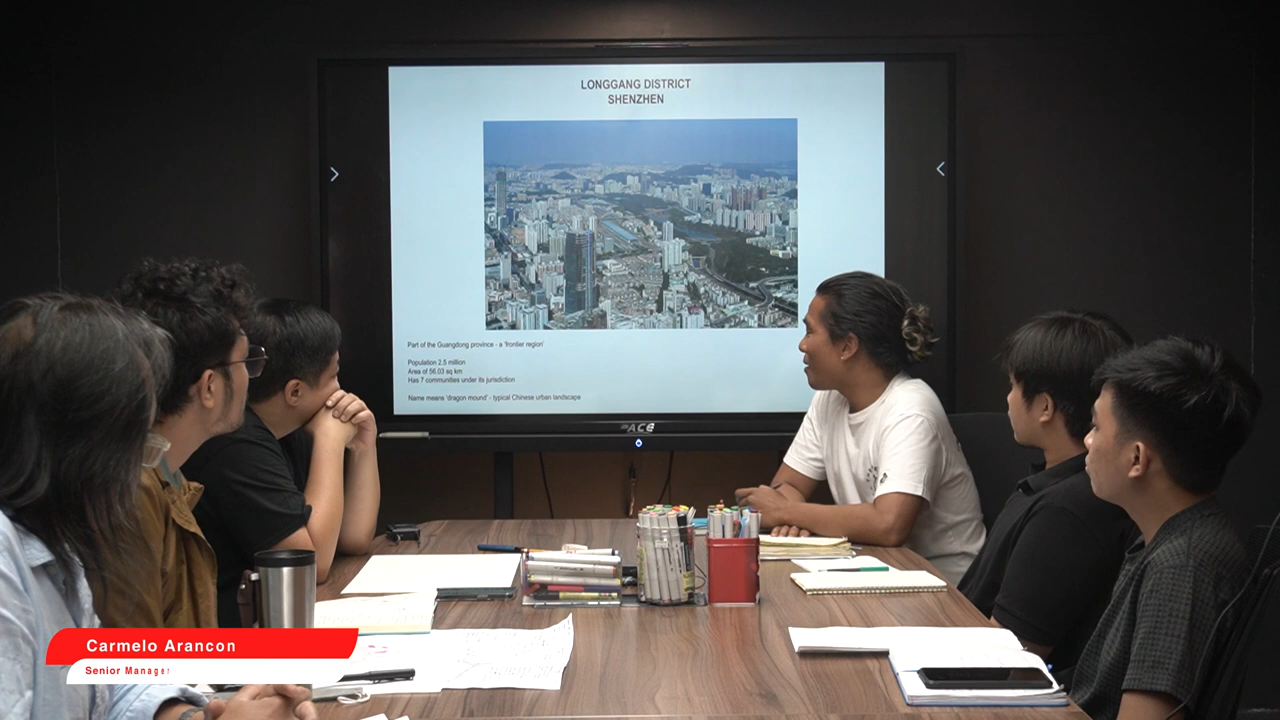 LONGGANG DISTRICT
SHENZHEN
Part of the Guangdong province - a 'frontier region'
Population 2.5 million
Area of 56.03 sq km
Has 7 communities under its jurisdiction
Name means 'dragon mound' - typical Chinese urban landscape
ACE
Carmelo Arancon
Senior Manager